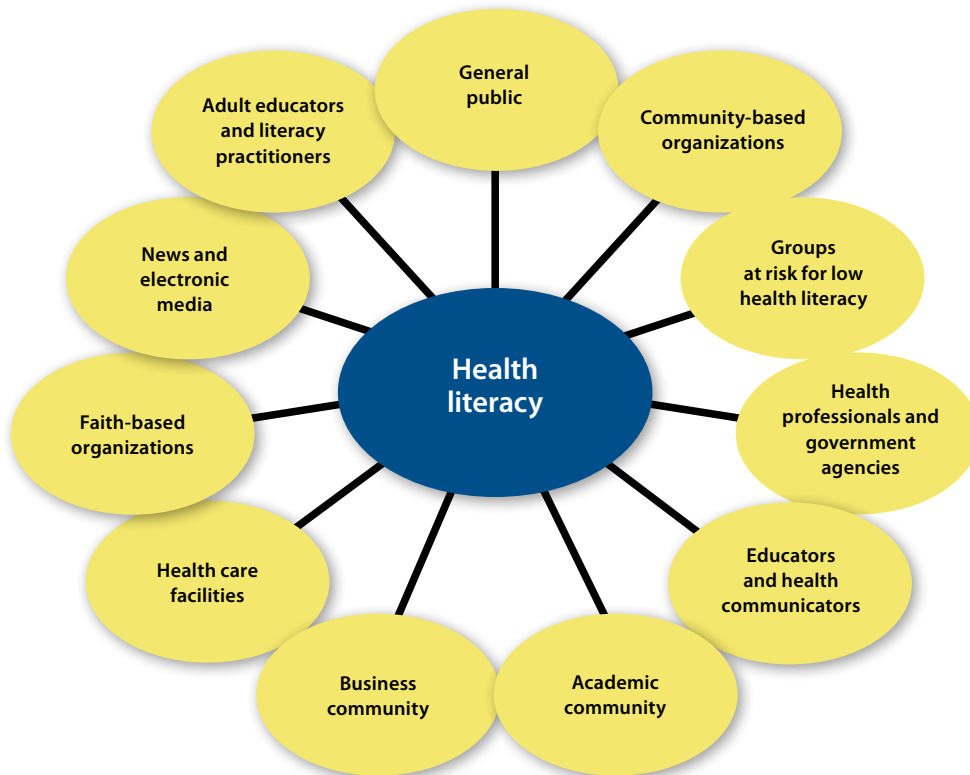 General
public
Community-based
organizations
Groups
at risk for low
health literacy
Health
professionals and
government
agencies
Educators
and health
communicators
Academic
community
Business
community
Health care
facilities
Faith-based
organizations
News and
electronic
media
Adult educators
and literacy
practitioners
Health
literacy